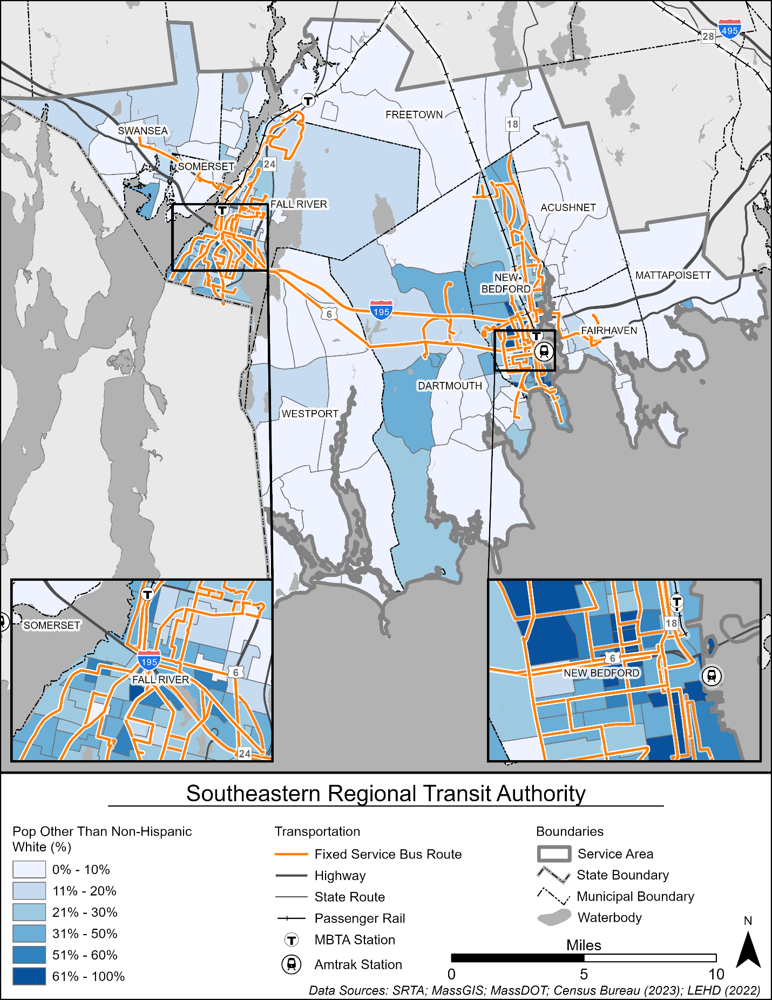 495
28
FREETOWN
18
SWANSEA
24
SOMERSET
FALL RIVER
ACUSHNET
NEW
BEDFORD
MATTAPOISETT
195
6
FAIRHAVEN
DARTMOUTH
WESTPORT
T
T
T
T
SOMERSET
195
FALL RIVER
6
24
T
18
6
NEW BEDFORD
Southeastern Regional Transit Authority
Pop Other Than Non-Hispanic
White (%)
0% - 10%
11% - 20%
21% - 30%
31% - 50%
51% - 60%
61% - 100%
Transportation
Fixed Service Bus Route
Highway
State Route
Passenger Rail
T MBTA Station
Amtrak Station
Boundaries
Service Area
State Boundary
Municipal Boundary
Waterbody
N
Miles
0 5 10
Data Sources: SRTA; MassGIS; MassDOT; Census Bureau (2023); LEHD (2022)